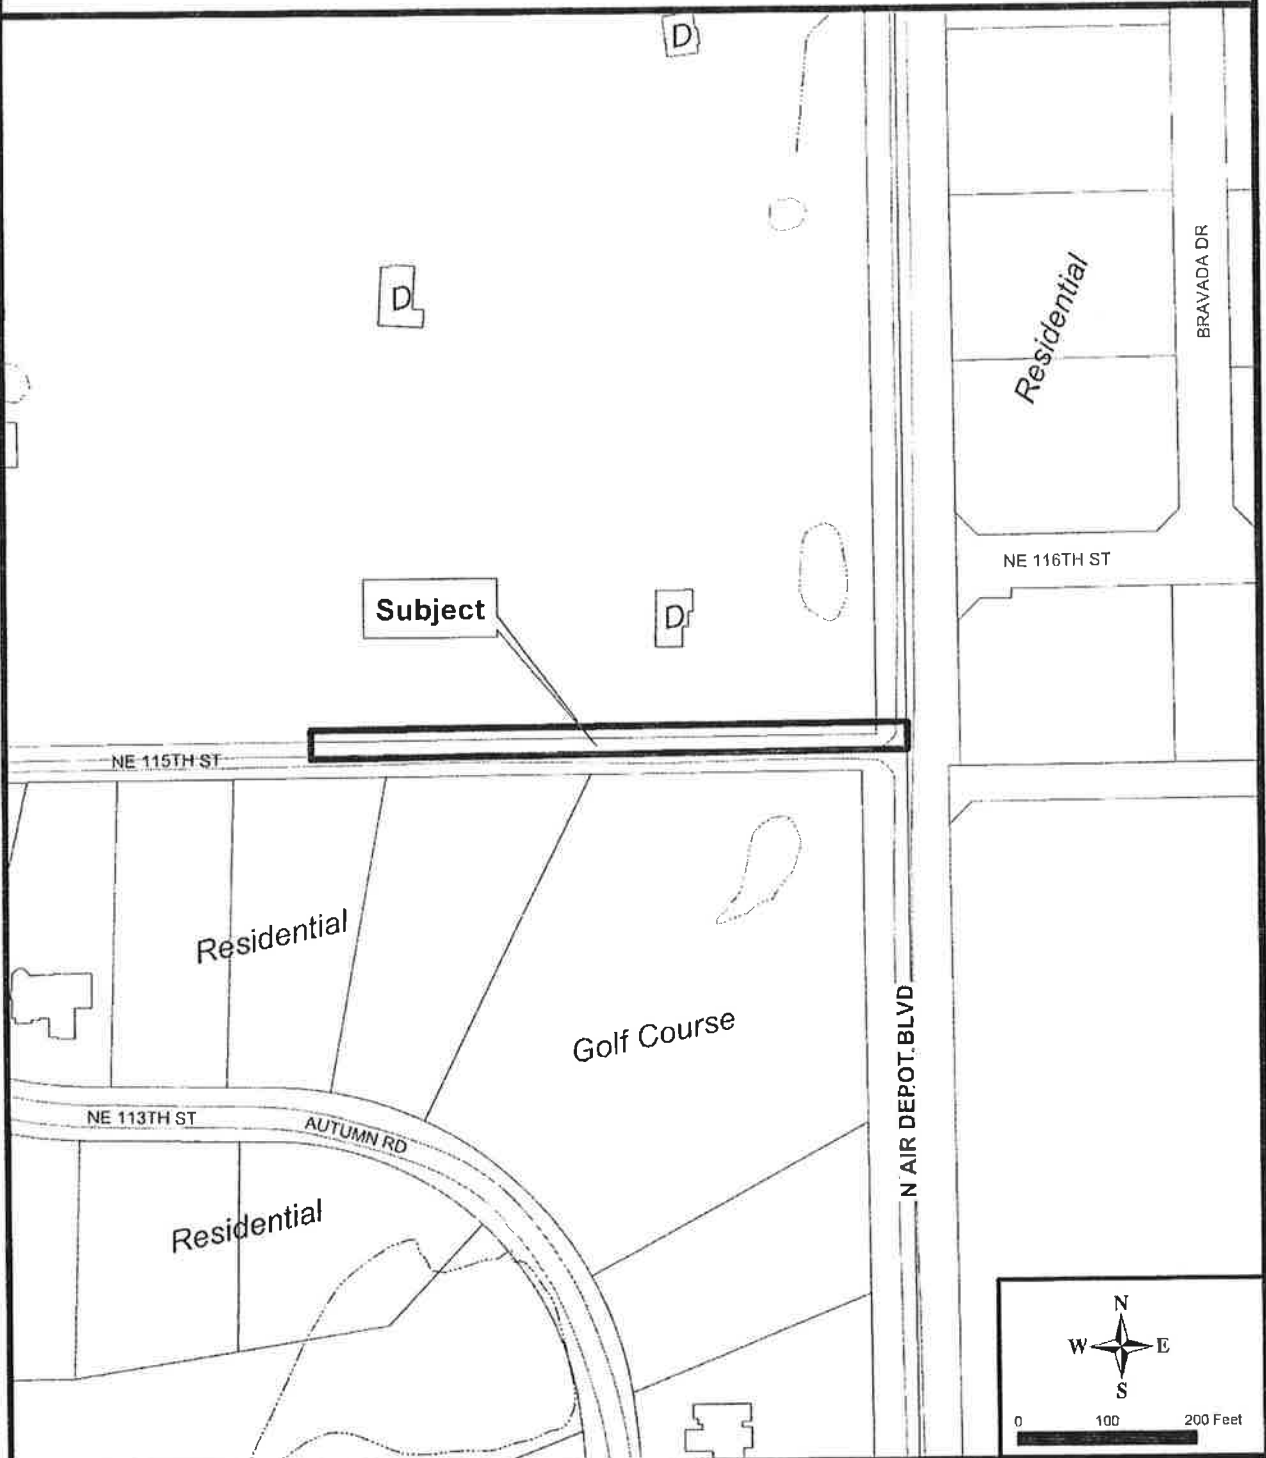 D
D
Residential
BRAVADA DR
NE 116TH ST
Subject
D
NE 115TH ST
Residential
Golf Course
N AIR DEPOT BLVD
NE 113TH ST
AUTUMN RD
Residential
N
W E
S
0 100 200 Feet